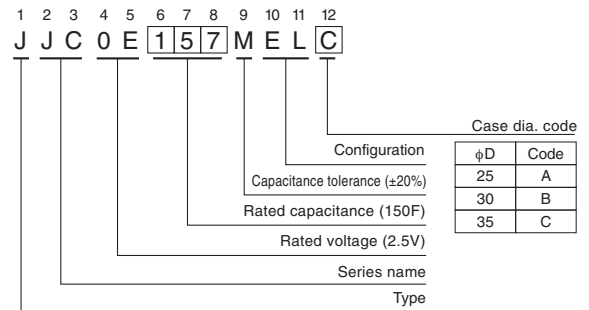 1 2 3 4 5 6 7 8 9 10 11 12
J J C 0 E 1 5 7 M E L C
Case dia. code
Configuration
φD Code
Capacitance tolerance (±20%)
25 A
Rated capacitance (150F)
30 B
35 C
Rated voltage (2.5V)
Series name
Type